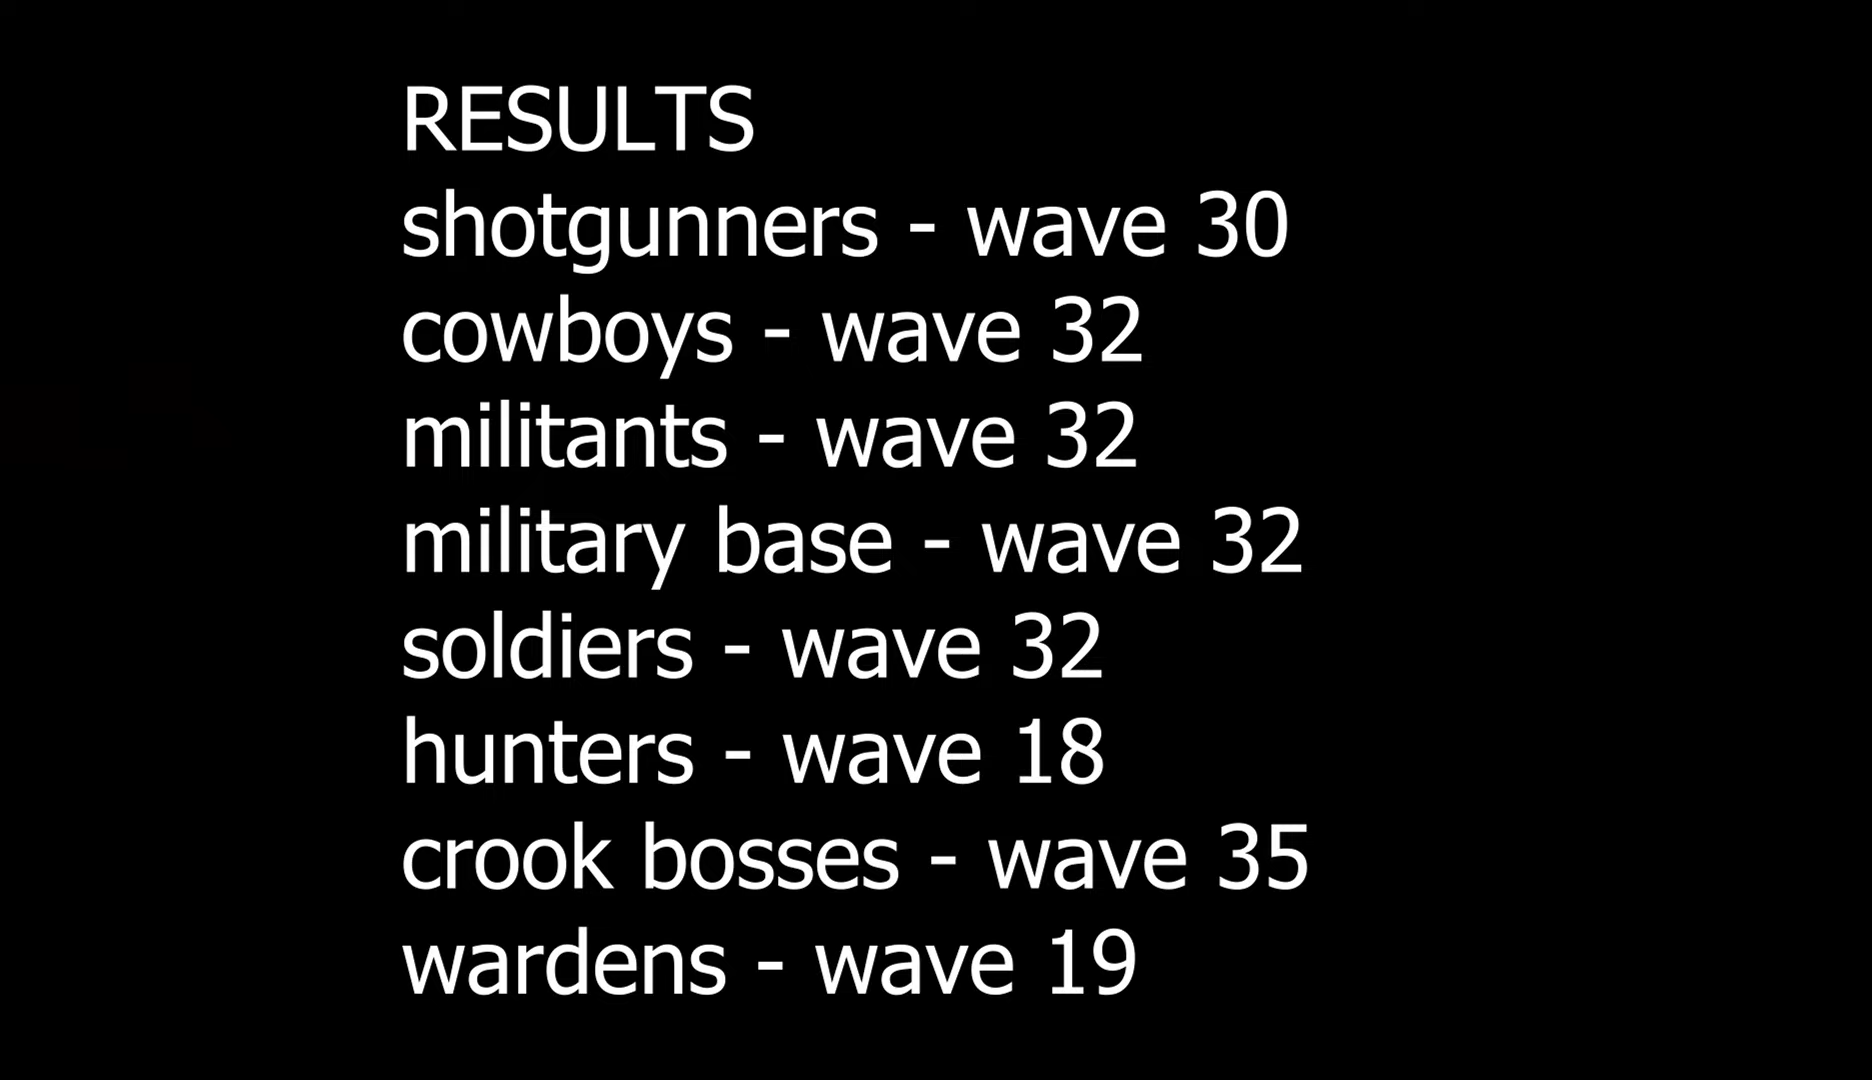 RESULTS
shotgunners - wave 30
cowboys - wave 32
militants - wave 32
military base - wave 32
soldiers - wave 32
hunters - wave 18
crook bosses - wave 35
wardens - wave 19